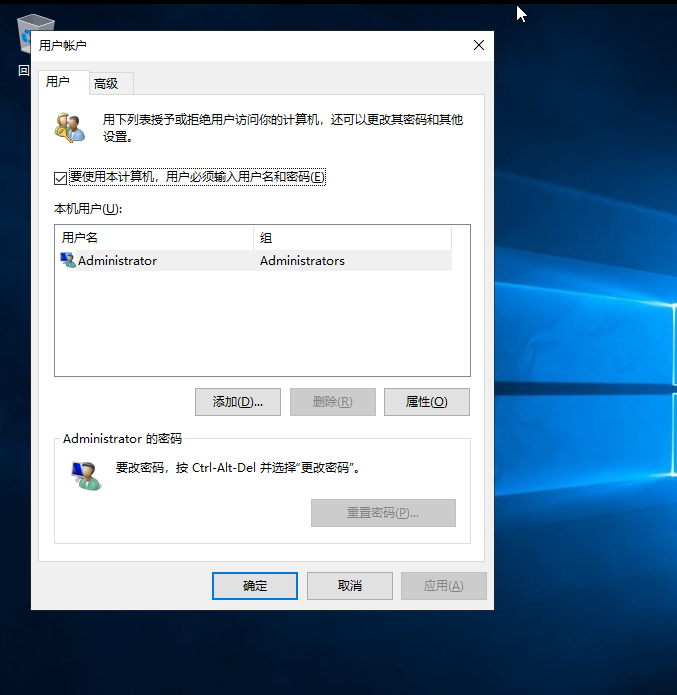 回
用户帐户
用户
高级
用下列表授予或拒绝用户访问你的计算机，还可以更改其密码和其他
设置。
要使用本计算机，用户必须输入用户名和密码(E)
本机用户(U):
用户名 组
Administrator Administrators
添加(D)... 删除(R) 属性(O)
Administrator 的密码
要改密码，按 Ctrl-Alt-Del 并选择“更改密码”。
重置密码(P)...
确定 取消 应用(A)